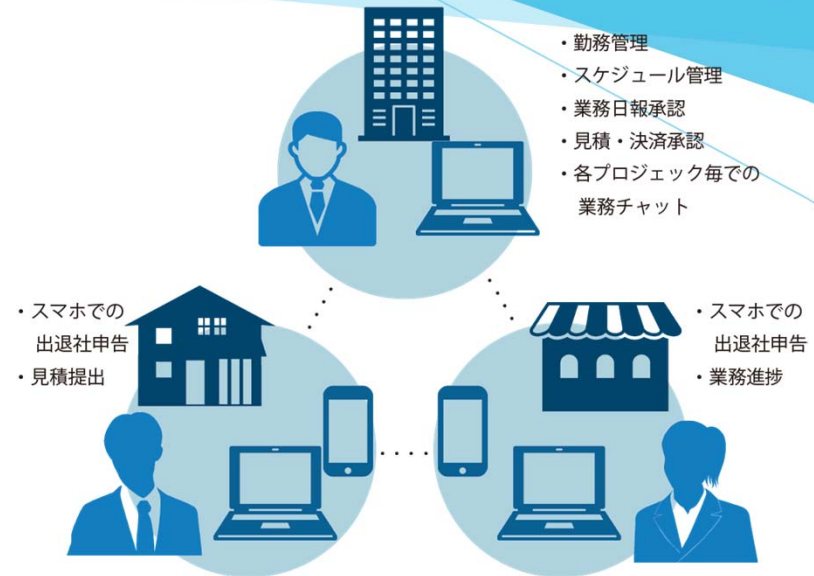 ・勤務管理
・スケジュール管理
・業務日報承認
・見積・決済承認
・各プロジェック毎での
業務チャット
・スマホでの
出退社申告
・見積提出
・スマホでの
出退社申告
・業務進捗